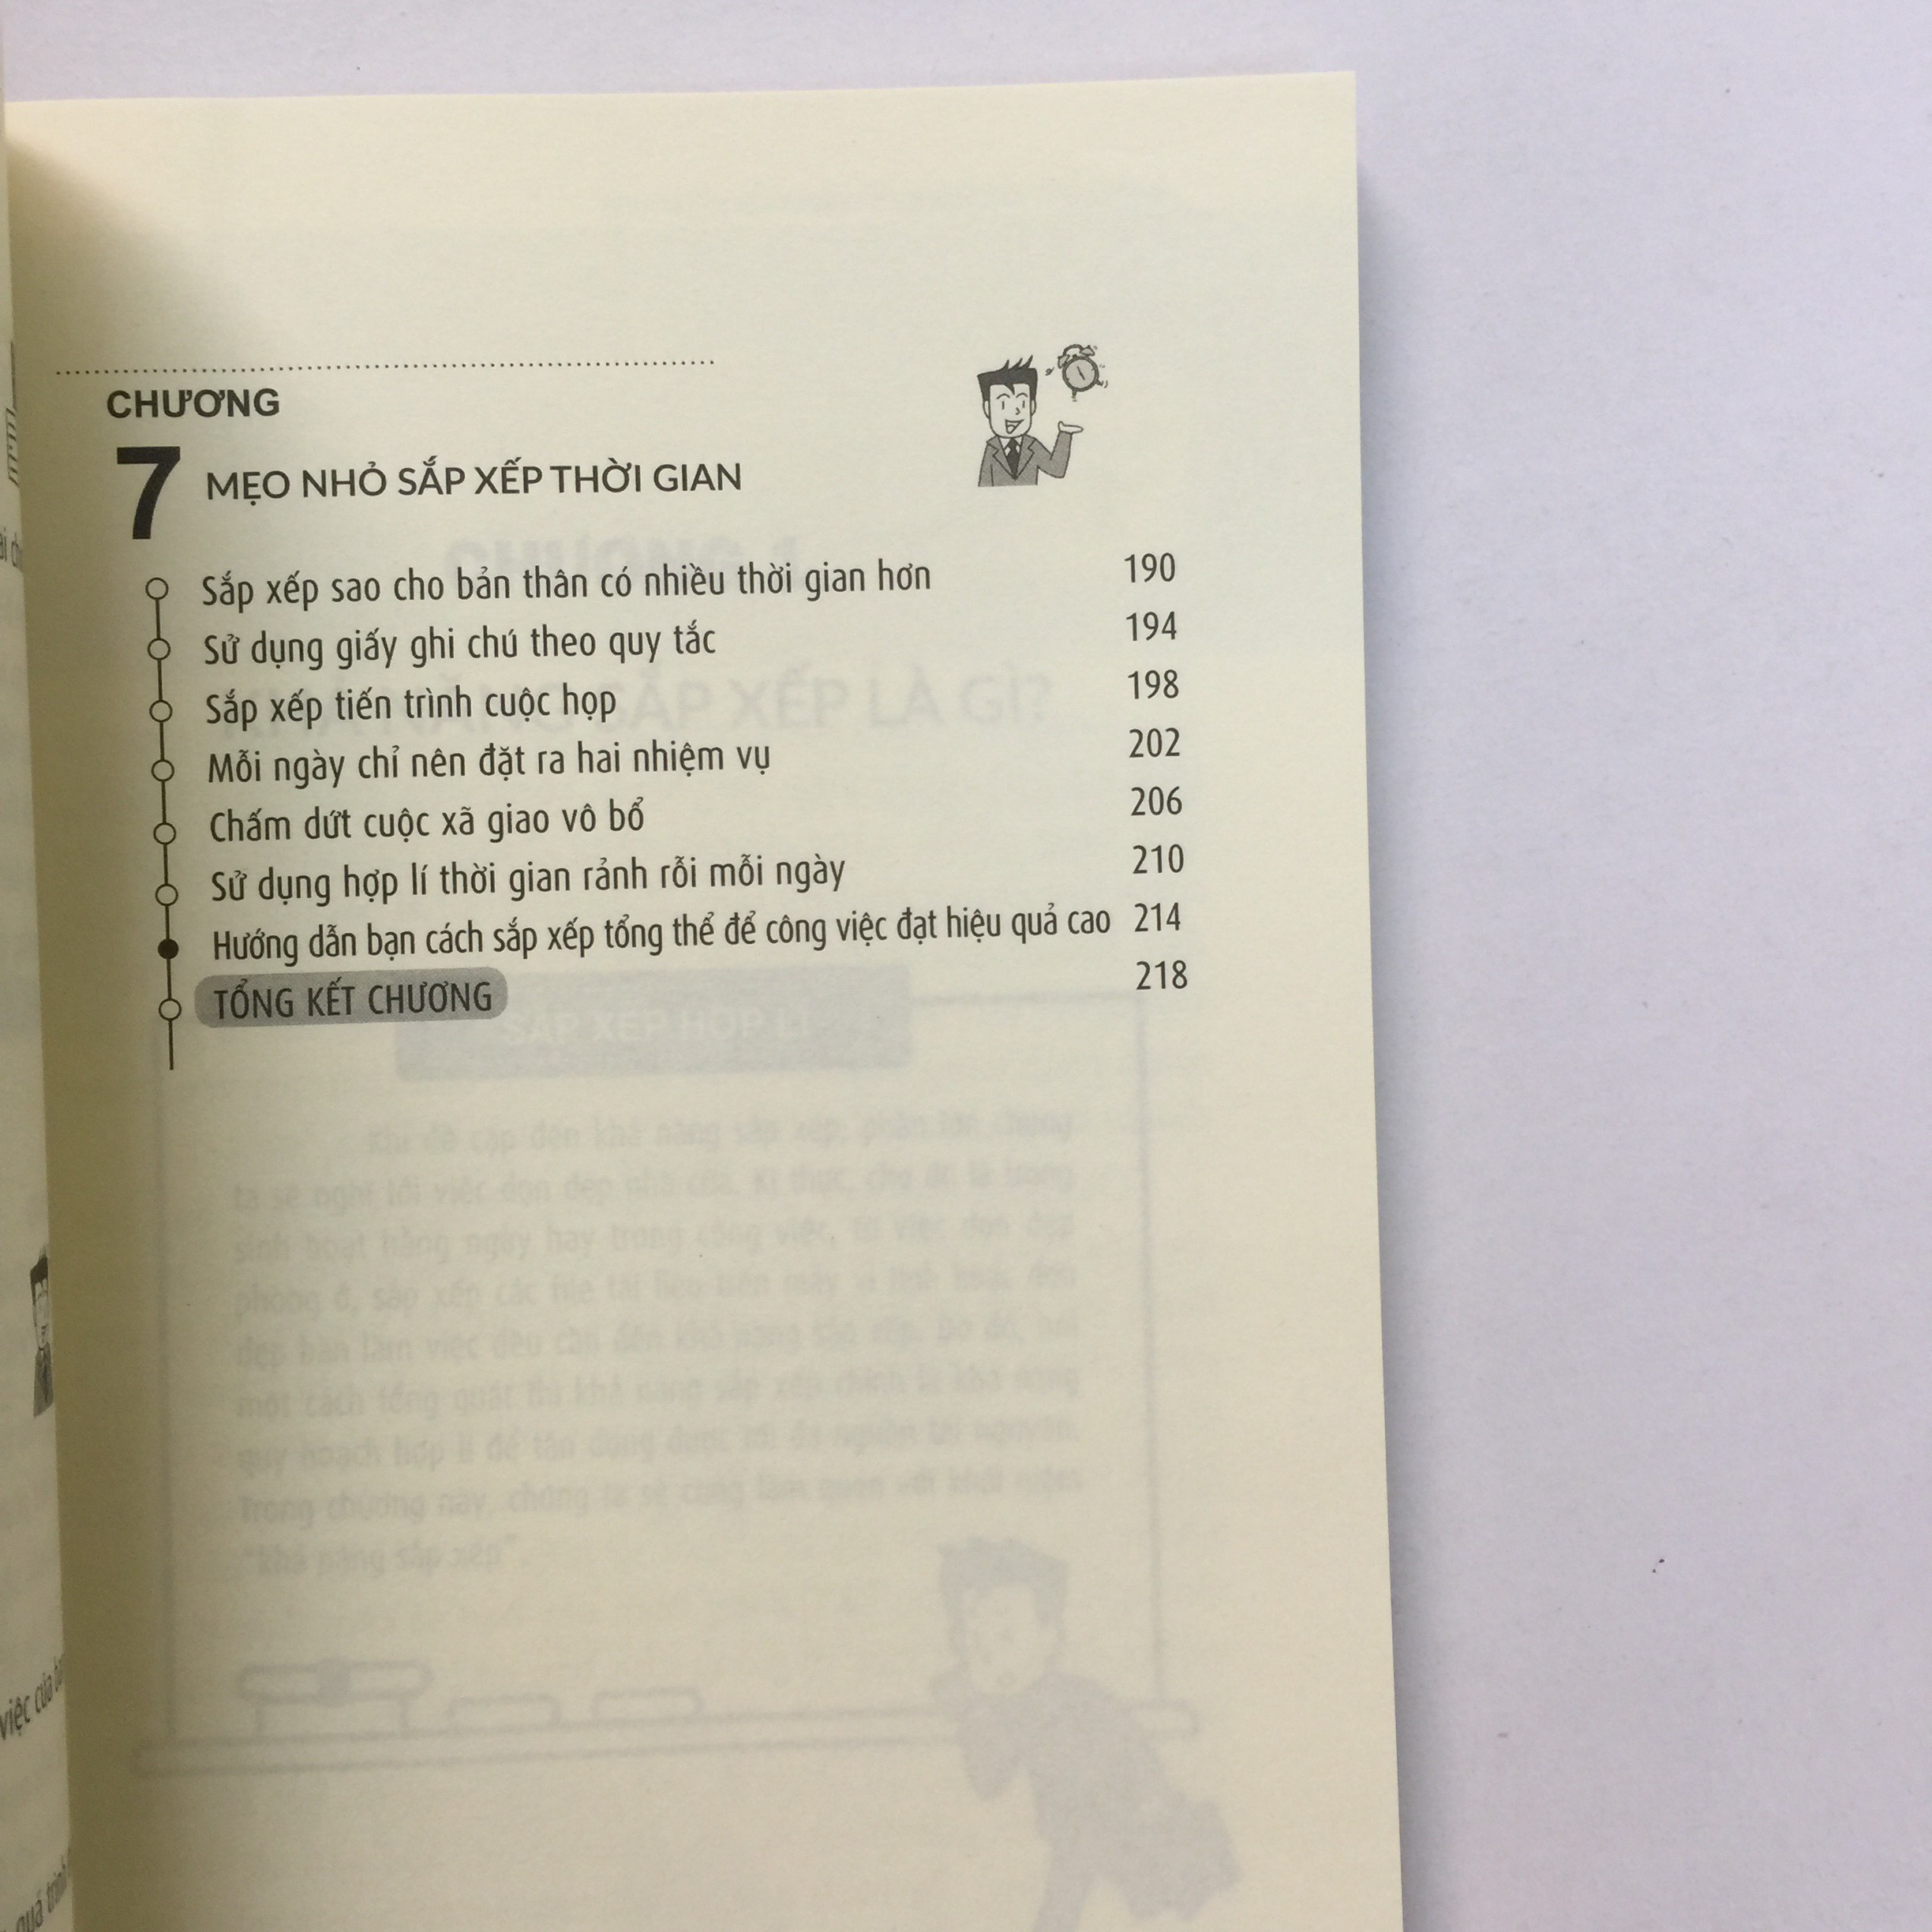 CHƯƠNG
7 MẸO NHỎ SẮP XẾP THỜI GIAN
Sắp xếp sao cho bản thân có nhiều thời gian hơn 190
Sử dụng giấy ghi chú theo quy tắc 194
Sắp xếp tiến trình cuộc họp 198
Mỗi ngày chỉ nên đặt ra hai nhiệm vụ 202
Chấm dứt cuộc xã giao vô bổ 206
Sử dụng hợp lí thời gian rảnh rỗi mỗi ngày 210
Hướng dẫn bạn cách sắp xếp tổng thể để công việc đạt hiệu quả cao 214
TỔNG KẾT CHƯƠNG 218
việc của
quá trình